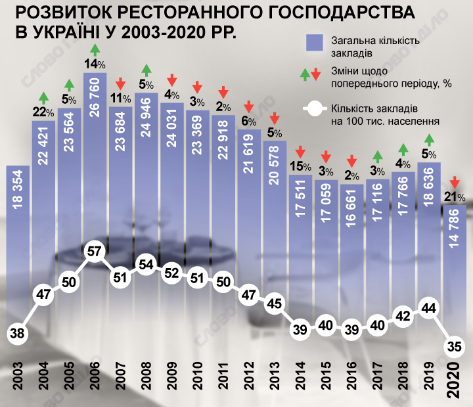 РОЗВИТОК РЕСТОРАННОГО ГОСПОДАРСТВА
В УКРАЇНІ У 2003-2020 РР.
Загальна кількість
закладів
Зміни щодо
попереднього періоду, %
Кількість закладів
на 100 тис. населення
22% 5% 14% 11% 5% 4% 3% 2% 6% 5% 15% 3% 2% 3% 4% 5% 21%
18 354 22 421 23 564 26 760 23 684 24 946 24 031 23 369 22 918 21 619 20 578 17 511 17 059 16 661 17 116 17 766 18 636 14 786
38 47 50 57 51 54 52 51 50 47 45 39 40 39 40 42 44 35
2003 2004 2005 2006 2007 2008 2009 2010 2011 2012 2013 2014 2015 2016 2017 2018 2019 2020